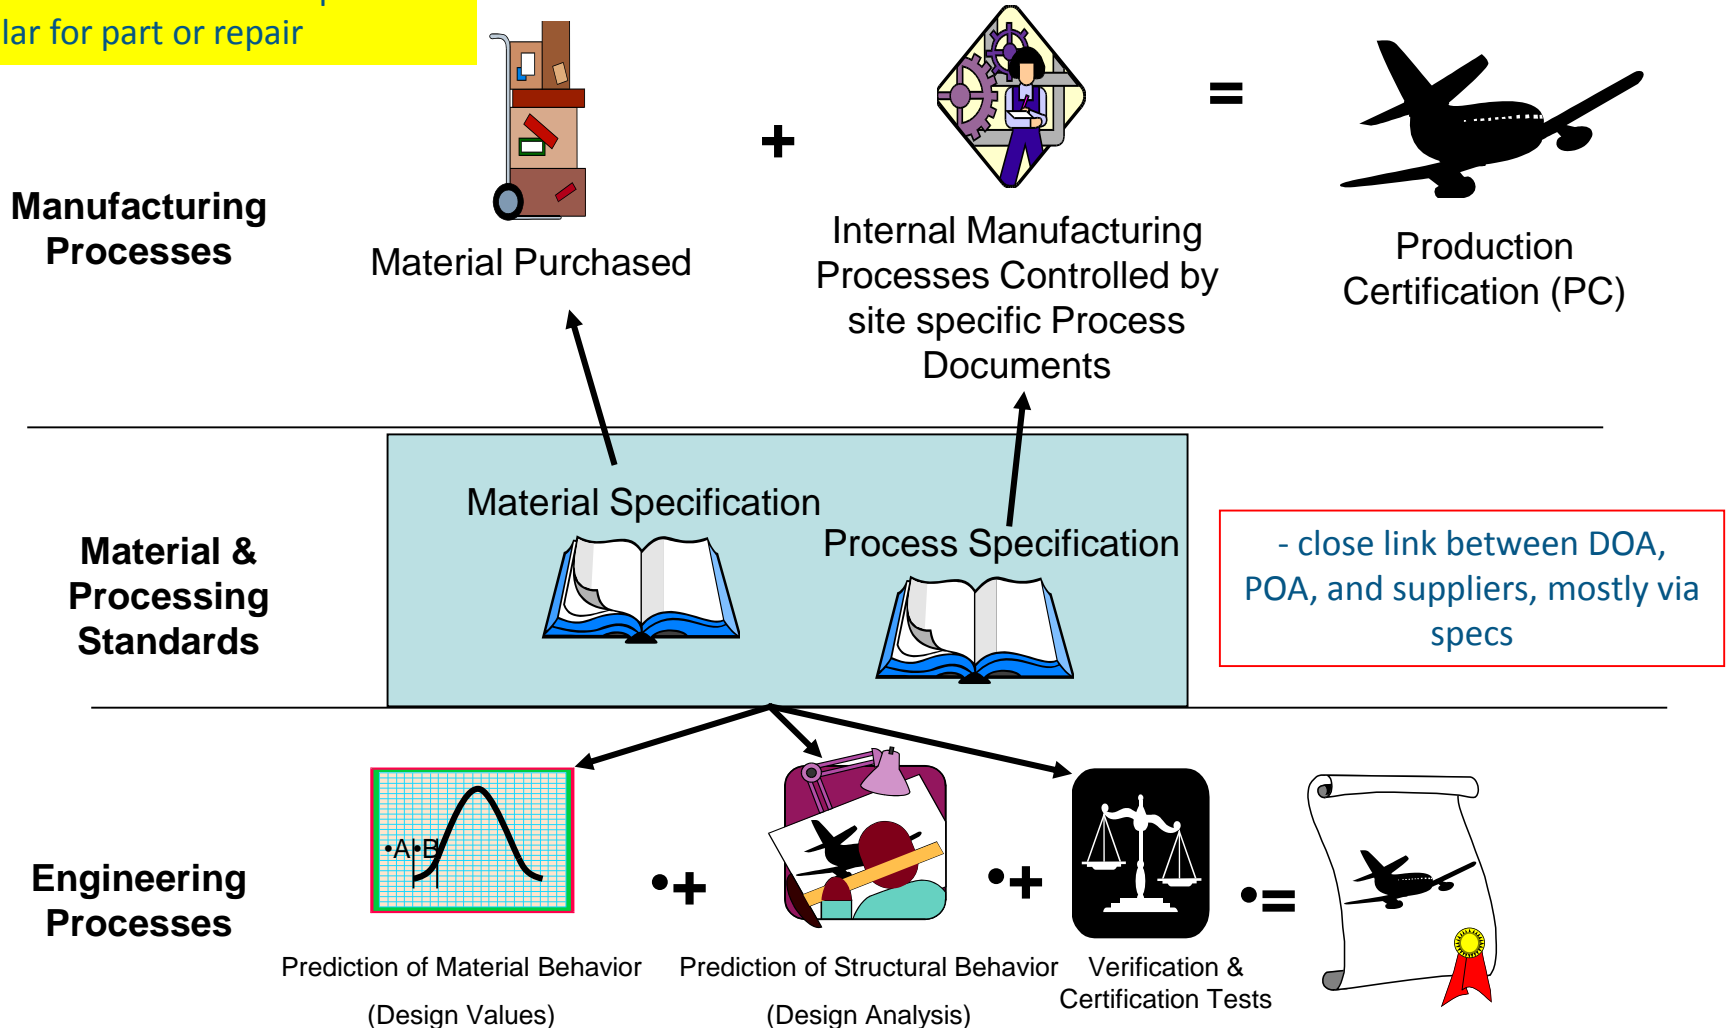 lar for part or repair
+
=
Manufacturing
Processes
Material Purchased
Internal Manufacturing
Processes Controlled by
site specific Process
Documents
Production
Certification (PC)
Material Specification
Process Specification
Material &
Processing
Standards
- close link between DOA,
POA, and suppliers, mostly via
specs
•A •B
•+
•+
•=
Engineering
Processes
Prediction of Material Behavior
(Design Values)
Prediction of Structural Behavior
(Design Analysis)
Verification &
Certification Tests